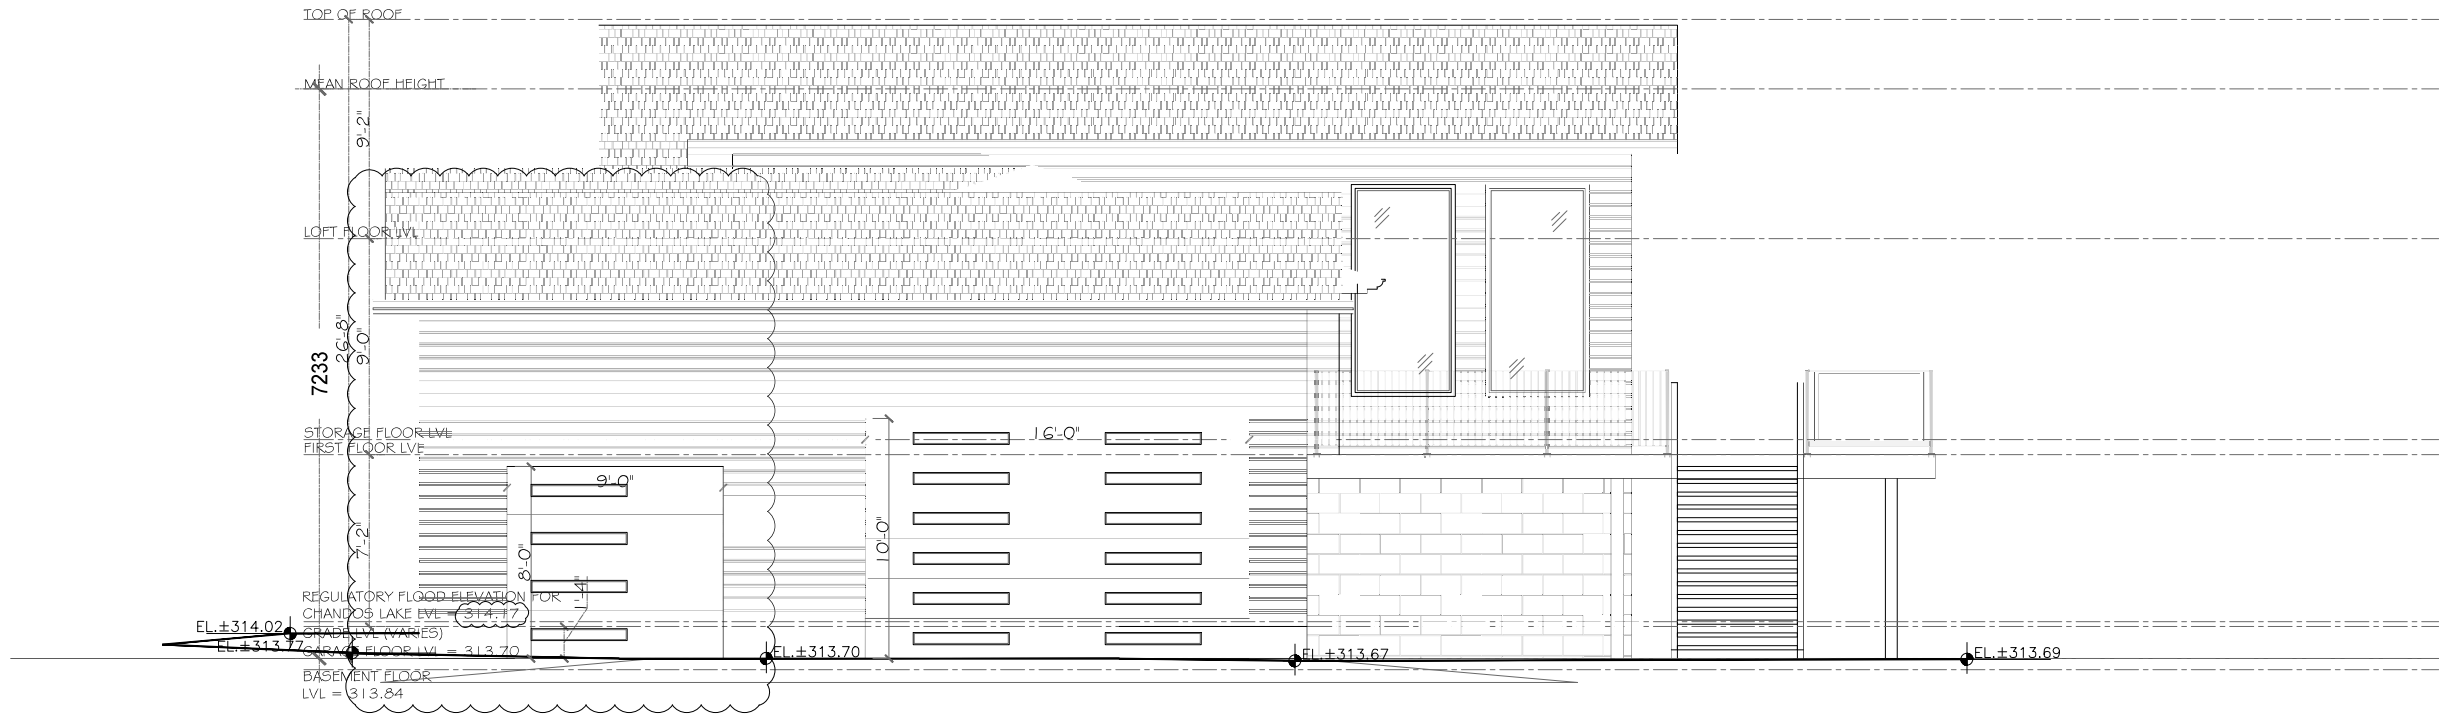 TOP OF ROOF
MEAN ROOF HEIGHT
9'-2"
LOFT FLOOR LVL
26'-8"
9'-0"
7233
STORAGE FLOOR LVL
FIRST FLOOR LVL
16'-0"
9'-0"
10'-0"
7'-2"
8'-0"
1'-4"
REGULATORY FLOOD ELEVATION FOR
CHANDOS LAKE LVL = 314.17
EL.±314.02
GRADE LVL (VARIES)
EL.±313.77
GARAGE FLOOR LVL = 313.70
EL.±313.70
EL.±313.67
EL.±313.69
BASEMENT FLOOR
LVL = 313.84